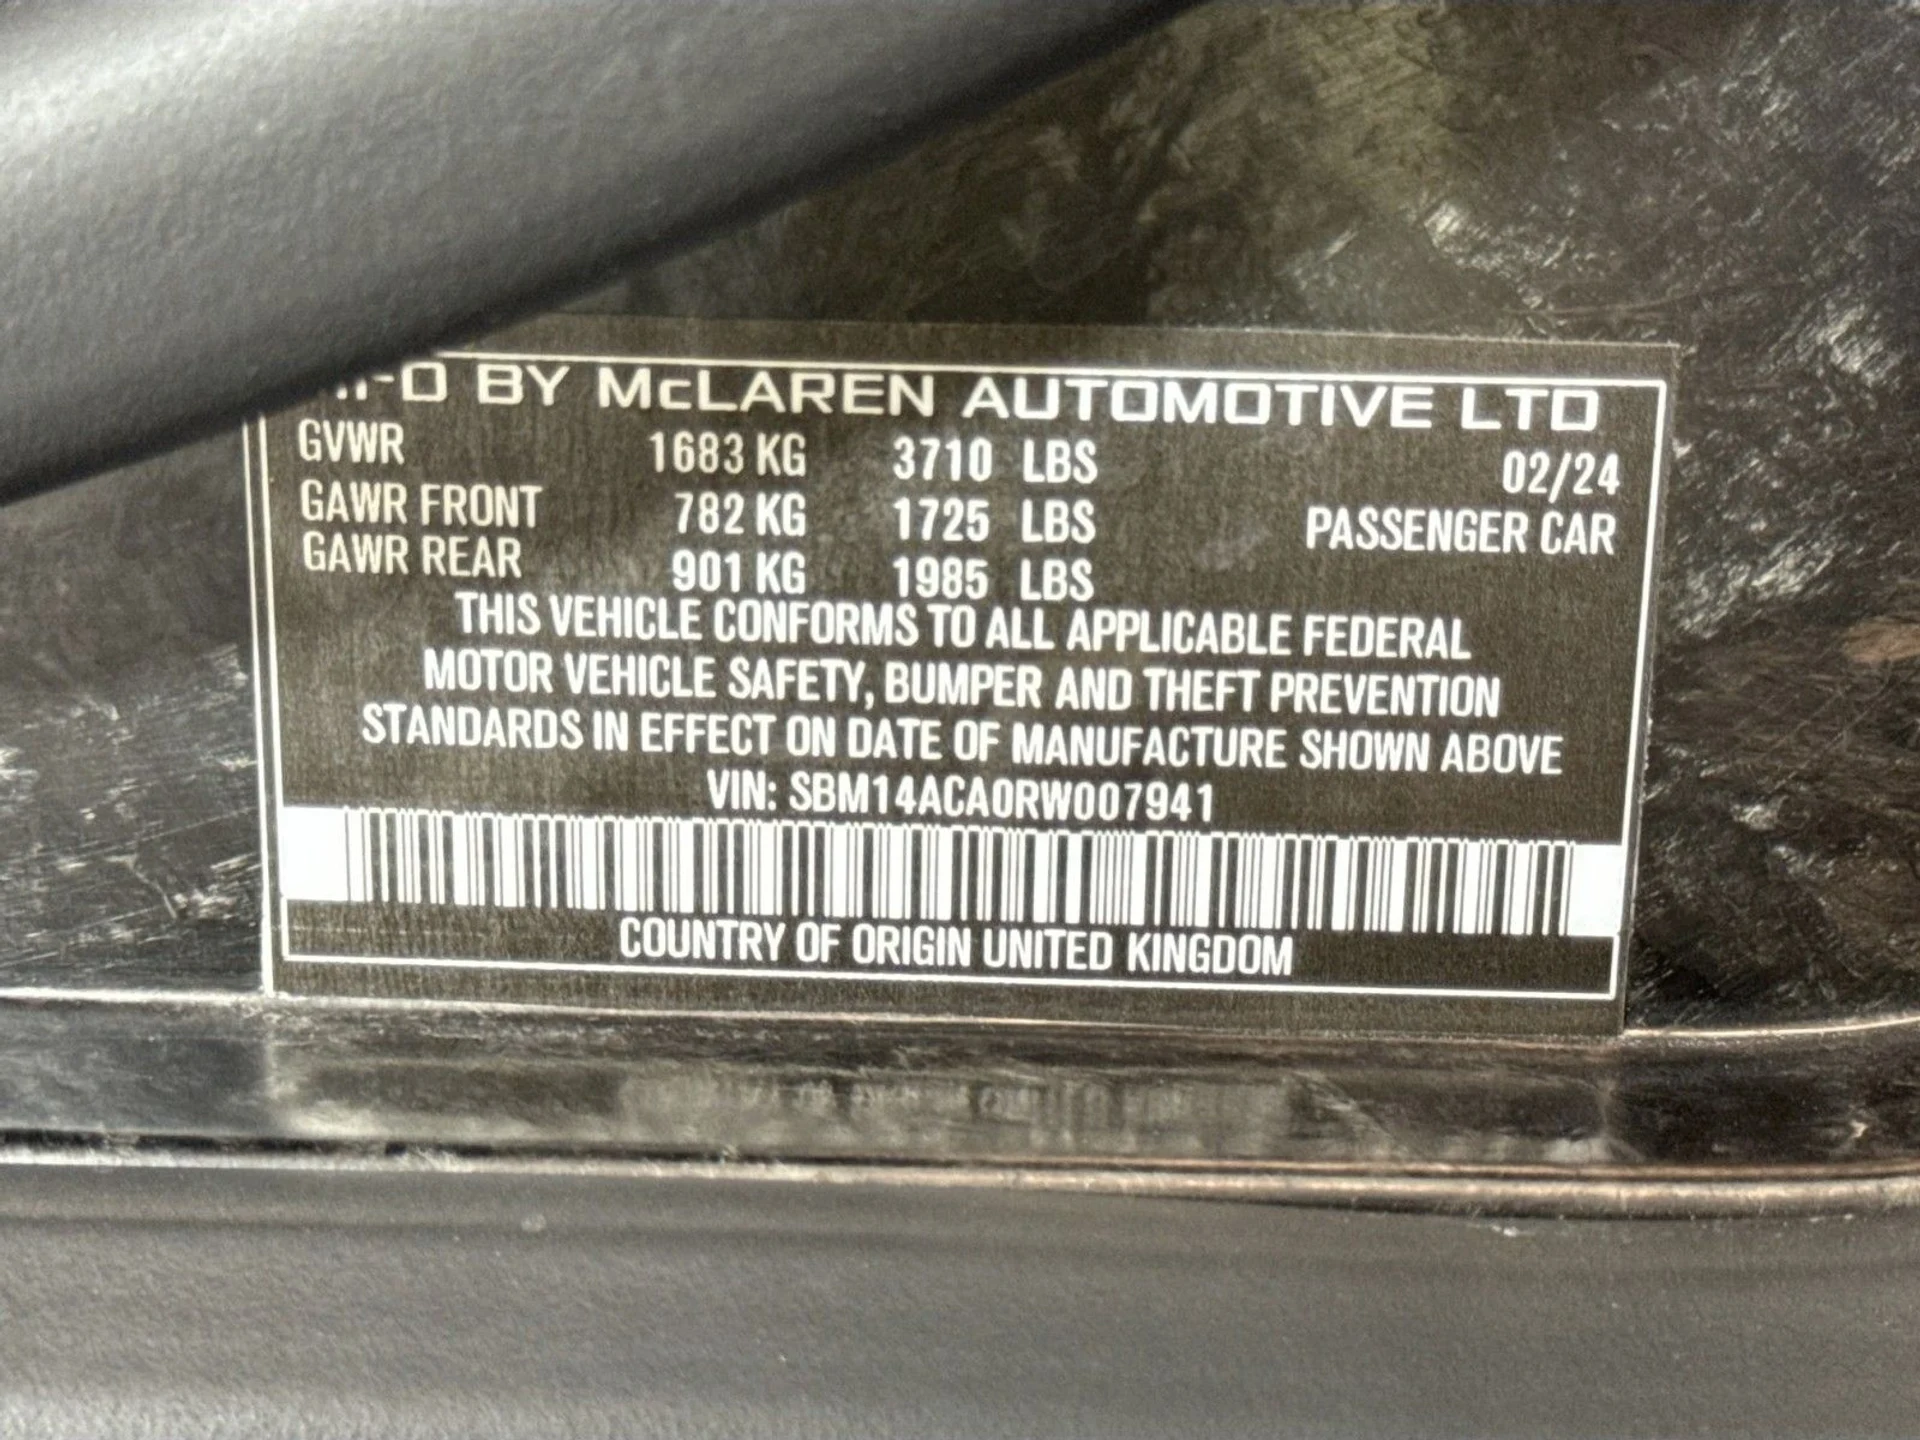 MFD BY McLAREN AUTOMOTIVE LTD
GVWR 1683 KG 3710 LBS 02/24
GAWR FRONT 782 KG 1725 LBS PASSENGER CAR
GAWR REAR 901 KG 1985 LBS
THIS VEHICLE CONFORMS TO ALL APPLICABLE FEDERAL
MOTOR VEHICLE SAFETY, BUMPER AND THEFT PREVENTION
STANDARDS IN EFFECT ON DATE OF MANUFACTURE SHOWN ABOVE
VIN: SBM14ACA0RW007941
COUNTRY OF ORIGIN UNITED KINGDOM